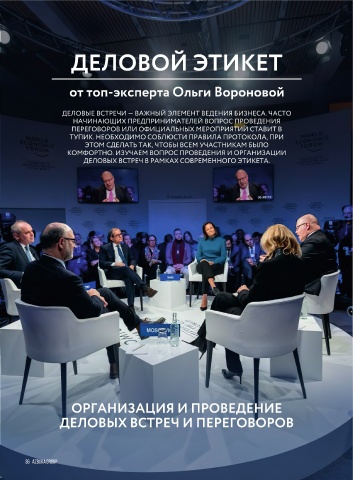 ДЕЛОВОЙ ЭТИКЕТ
от топ-эксперта Ольги Вороновой
ДЕЛОВЫЕ ВСТРЕЧИ — ВАЖНЫЙ ЭЛЕМЕНТ ВЕДЕНИЯ БИЗНЕСА. ЧАСТО
НАЧИНАЮЩИХ ПРЕДПРИНИМАТЕЛЕЙ ВОПРОС ПРОВЕДЕНИЯ
ПЕРЕГОВОРОВ ИЛИ ОФИЦИАЛЬНЫХ МЕРОПРИЯТИЙ СТАВИТ В
ТУПИК. НЕОБХОДИМО СОБЛЮСТИ ПРАВИЛА ПРОТОКОЛА, ПРИ
ЭТОМ СДЕЛАТЬ ТАК, ЧТОБЫ ВСЕМ УЧАСТНИКАМ БЫЛО
КОМФОРТНО. ИЗУЧАЕМ ВОПРОС ПРОВЕДЕНИЯ И ОРГАНИЗАЦИИ
ДЕЛОВЫХ ВСТРЕЧ В РАМКАХ СОВРЕМЕННОГО ЭТИКЕТА.
ОРГАНИЗАЦИЯ И ПРОВЕДЕНИЕ
ДЕЛОВЫХ ВСТРЕЧ И ПЕРЕГОВОРОВ